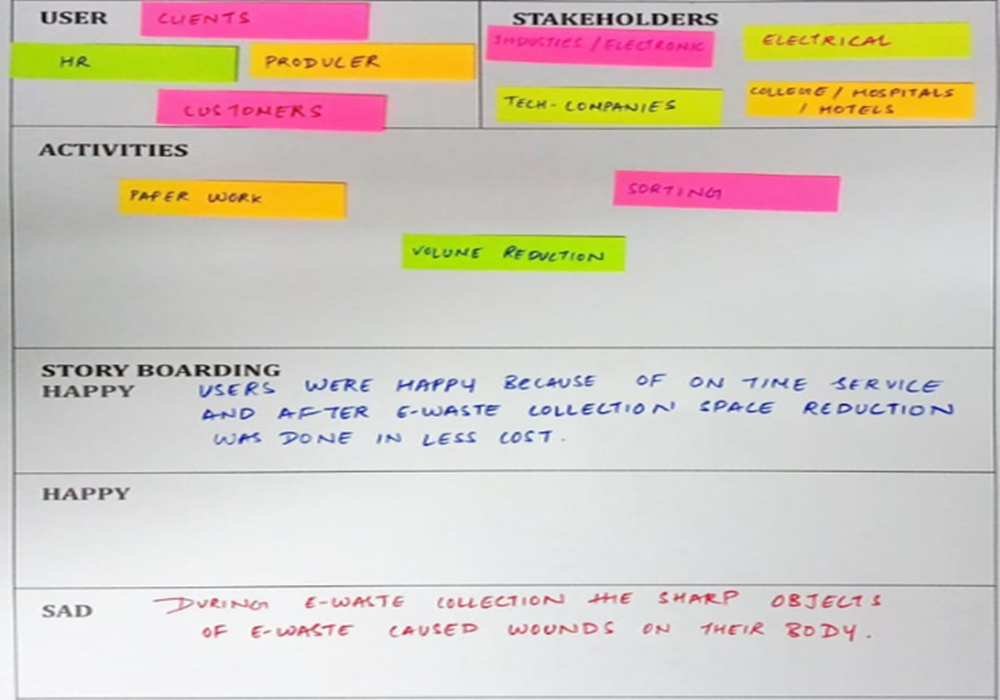 USER
CLIENTS
HR
PRODUCER
CUSTOMERS
STAKEHOLDERS
INDUSTIES / ELECTRONIC
ELECTRICAL
TECH-COMPANIES
COLLEGE / HOSPITALS
/ HOTELS
ACTIVITIES
PAPER WORK
SORTING
VOLUME REDUCTION
STORY BOARDING
HAPPY USERS WERE HAPPY BECAUSE OF ON TIME SERVICE
AND AFTER E-WASTE COLLECTION SPACE REDUCTION
WAS DONE IN LESS COST.
HAPPY
SAD DURING E-WASTE COLLECTION THE SHARP OBJECTS
OF E-WASTE CAUSED WOUNDS ON THEIR BODY.